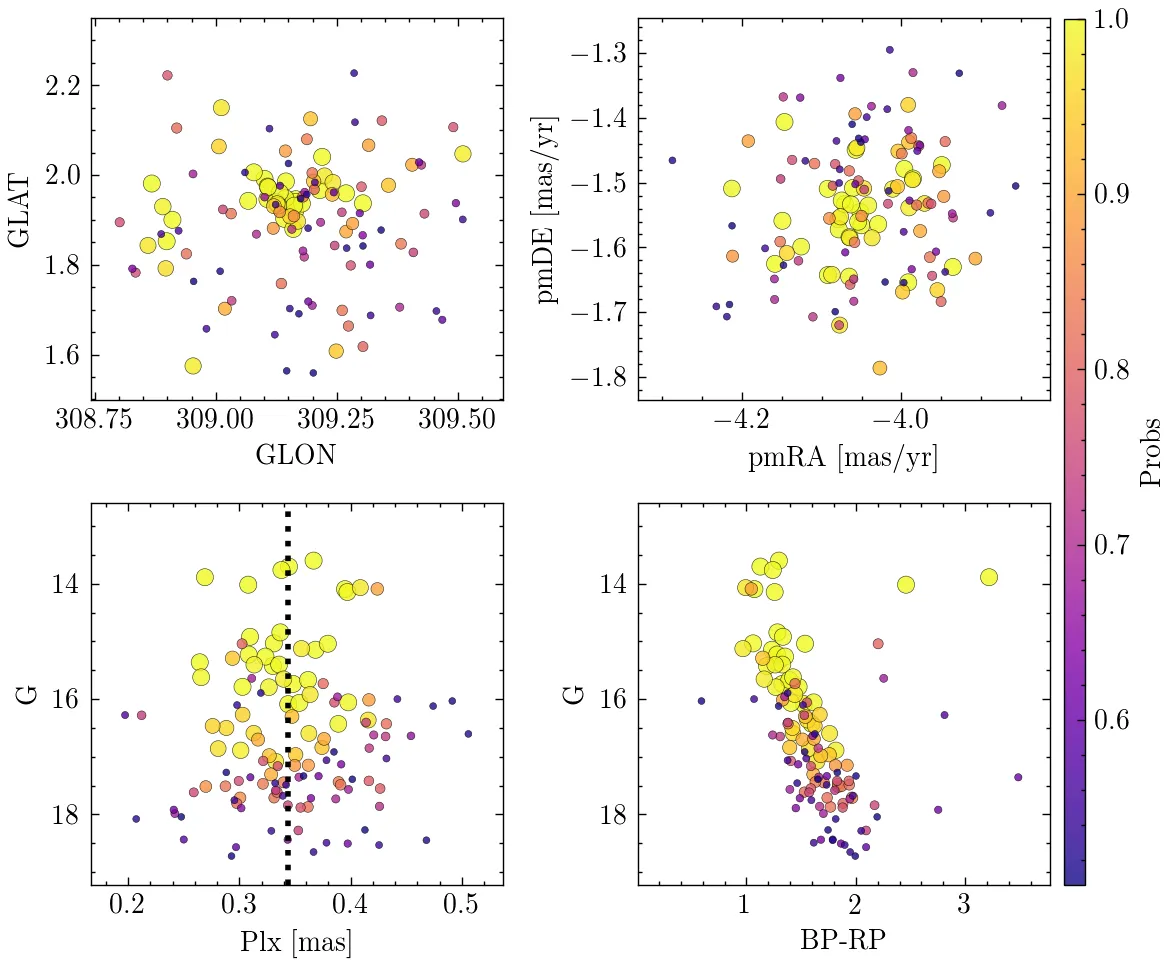 2.2
2.0
1.8
1.6
GLAT
308.75 309.00 309.25 309.50
GLON
−1.3
−1.4
−1.5
−1.6
−1.7
−1.8
pmDE [mas/yr]
−4.2 −4.0
pmRA [mas/yr]
14
16
18
G
0.2 0.3 0.4 0.5
Plx [mas]
14
16
18
G
1 2 3
BP-RP
1.0
0.9
0.8
0.7
0.6
Probs